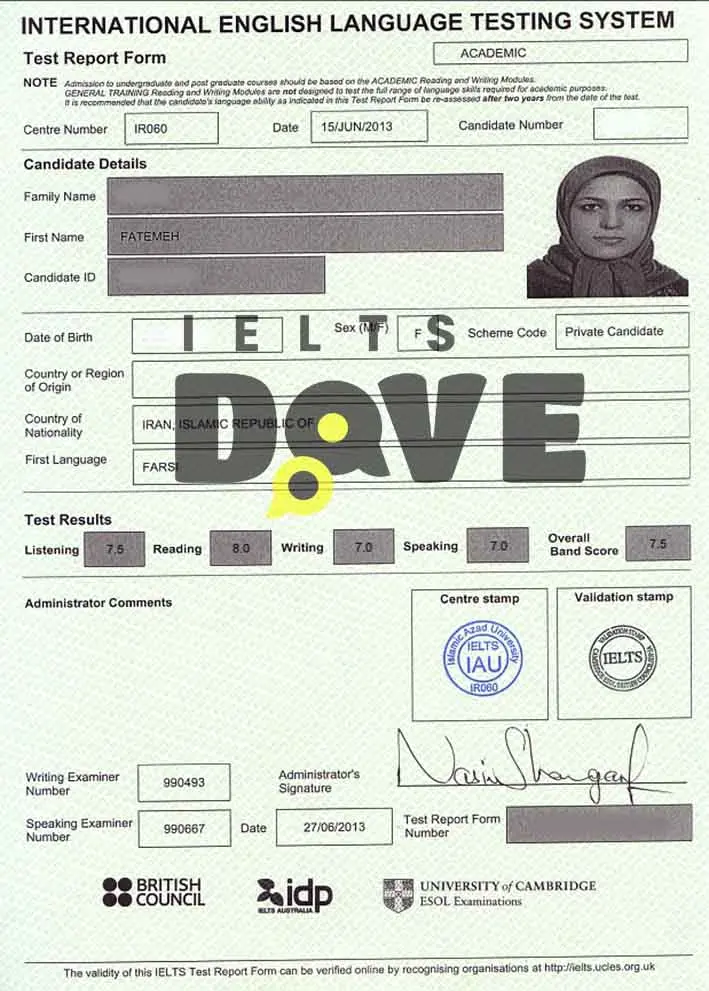 INTERNATIONAL ENGLISH LANGUAGE TESTING SYSTEM
Test Report Form
ACADEMIC
NOTE Admission to undergraduate and post graduate courses should be based on the ACADEMIC Reading and Writing Modules.
GENERAL TRAINING Reading and Writing Modules are not designed to test the full range of language skills required for academic purposes.
It is recommended that the candidate's language ability as indicated in this Test Report Form be re-assessed after two years from the date of the test.
Centre Number IR060 Date 15/JUN/2013 Candidate Number
Candidate Details
Family Name
First Name FATEMEH
Candidate ID
IELTS
Date of Birth Sex (M/F) F Scheme Code Private Candidate
Country or Region
of Origin
DAVE
Country of
Nationality IRAN, ISLAMIC REPUBLIC OF
First Language FARSI
Test Results
Listening 7.5 Reading 8.0 Writing 7.0 Speaking 7.0 Overall
Band Score 7.5
Administrator Comments
Centre stamp
Validation stamp
Islamic Azad University
IELTS
IAU
IR060
IELTS
Writing Examiner
Number 990493
Administrator's
Signature
Speaking Examiner
Number 990667
Date 27/06/2013
Test Report Form
Number
BRITISH
COUNCIL
idp
IELTS AUSTRALIA
UNIVERSITY of CAMBRIDGE
ESOL Examinations
The validity of this IELTS Test Report Form can be verified online by recognising organisations at http://ielts.ucles.org.uk